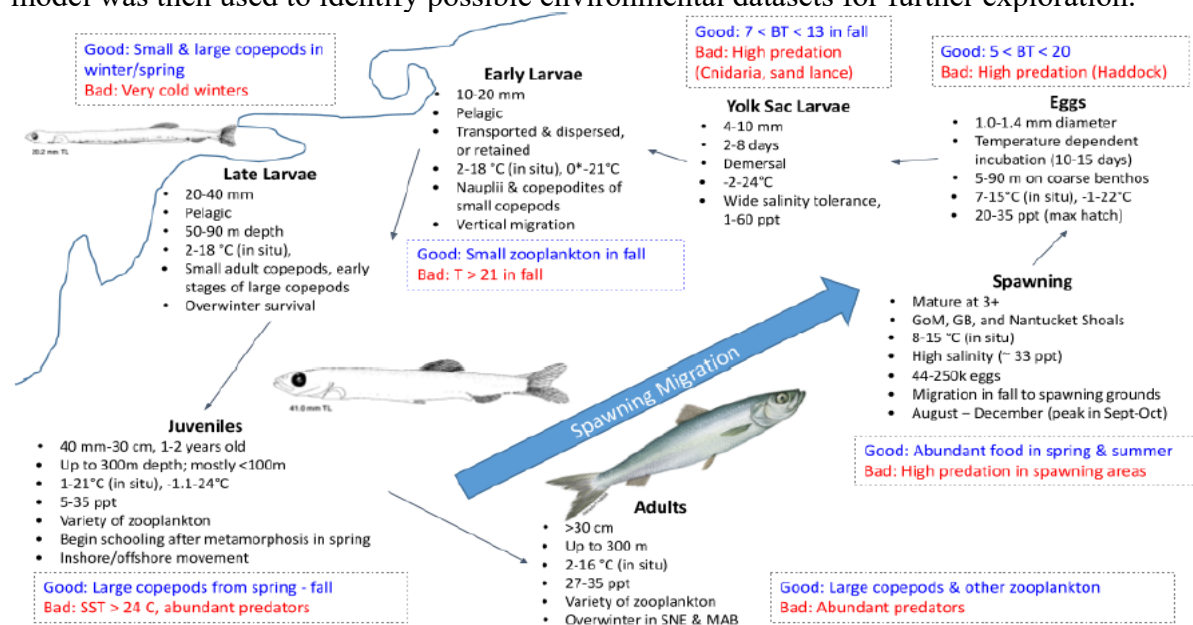 model was then used to identify possible environmental datasets for further exploration.
Good: Small & large copepods in
winter/spring
Bad: Very cold winters
Early Larvae
• 10-20 mm
• Pelagic
• Transported & dispersed,
or retained
• 2-18 °C (in situ), 0*-21°C
• Nauplii & copepodites of
small copepods
• Vertical migration
Good: 7 < BT < 13 in fall
Bad: High predation
(Cnidaria, sand lance)
Yolk Sac Larvae
• 4-10 mm
• 2-8 days
• Demersal
• -2-24°C
• Wide salinity tolerance,
1-60 ppt
Good: 5 < BT < 20
Bad: High predation (Haddock)
Eggs
• 1.0-1.4 mm diameter
• Temperature dependent
incubation (10-15 days)
• 5-90 m on coarse benthos
• 7-15°C (in situ), -1-22°C
• 20-35 ppt (max hatch)
30.2 mm TL
Late Larvae
• 20-40 mm
• Pelagic
• 50-90 m depth
• 2-18 °C (in situ),
• Small adult copepods, early
stages of large copepods
• Overwinter survival
Good: Small zooplankton in fall
Bad: T > 21 in fall
Spawning
• Mature at 3+
• GoM, GB, and Nantucket Shoals
• 8-15 °C (in situ)
• High salinity (~ 33 ppt)
• 44-250k eggs
• Migration in fall to spawning grounds
• August – December (peak in Sept-Oct)
Good: Abundant food in spring & summer
Bad: High predation in spawning areas
Spawning Migration
41.0 mm TL
Juveniles
• 40 mm-30 cm, 1-2 years old
• Up to 300m depth; mostly <100m
• 1-21°C (in situ), -1.1-24°C
• 5-35 ppt
• Variety of zooplankton
• Begin schooling after metamorphosis in spring
• Inshore/offshore movement
Good: Large copepods from spring - fall
Bad: SST > 24 C, abundant predators
Adults
• >30 cm
• Up to 300 m
• 2-16 °C (in situ)
• 27-35 ppt
• Variety of zooplankton
• Overwinter in SNE & MAB
Good: Large copepods & other zooplankton
Bad: Abundant predators